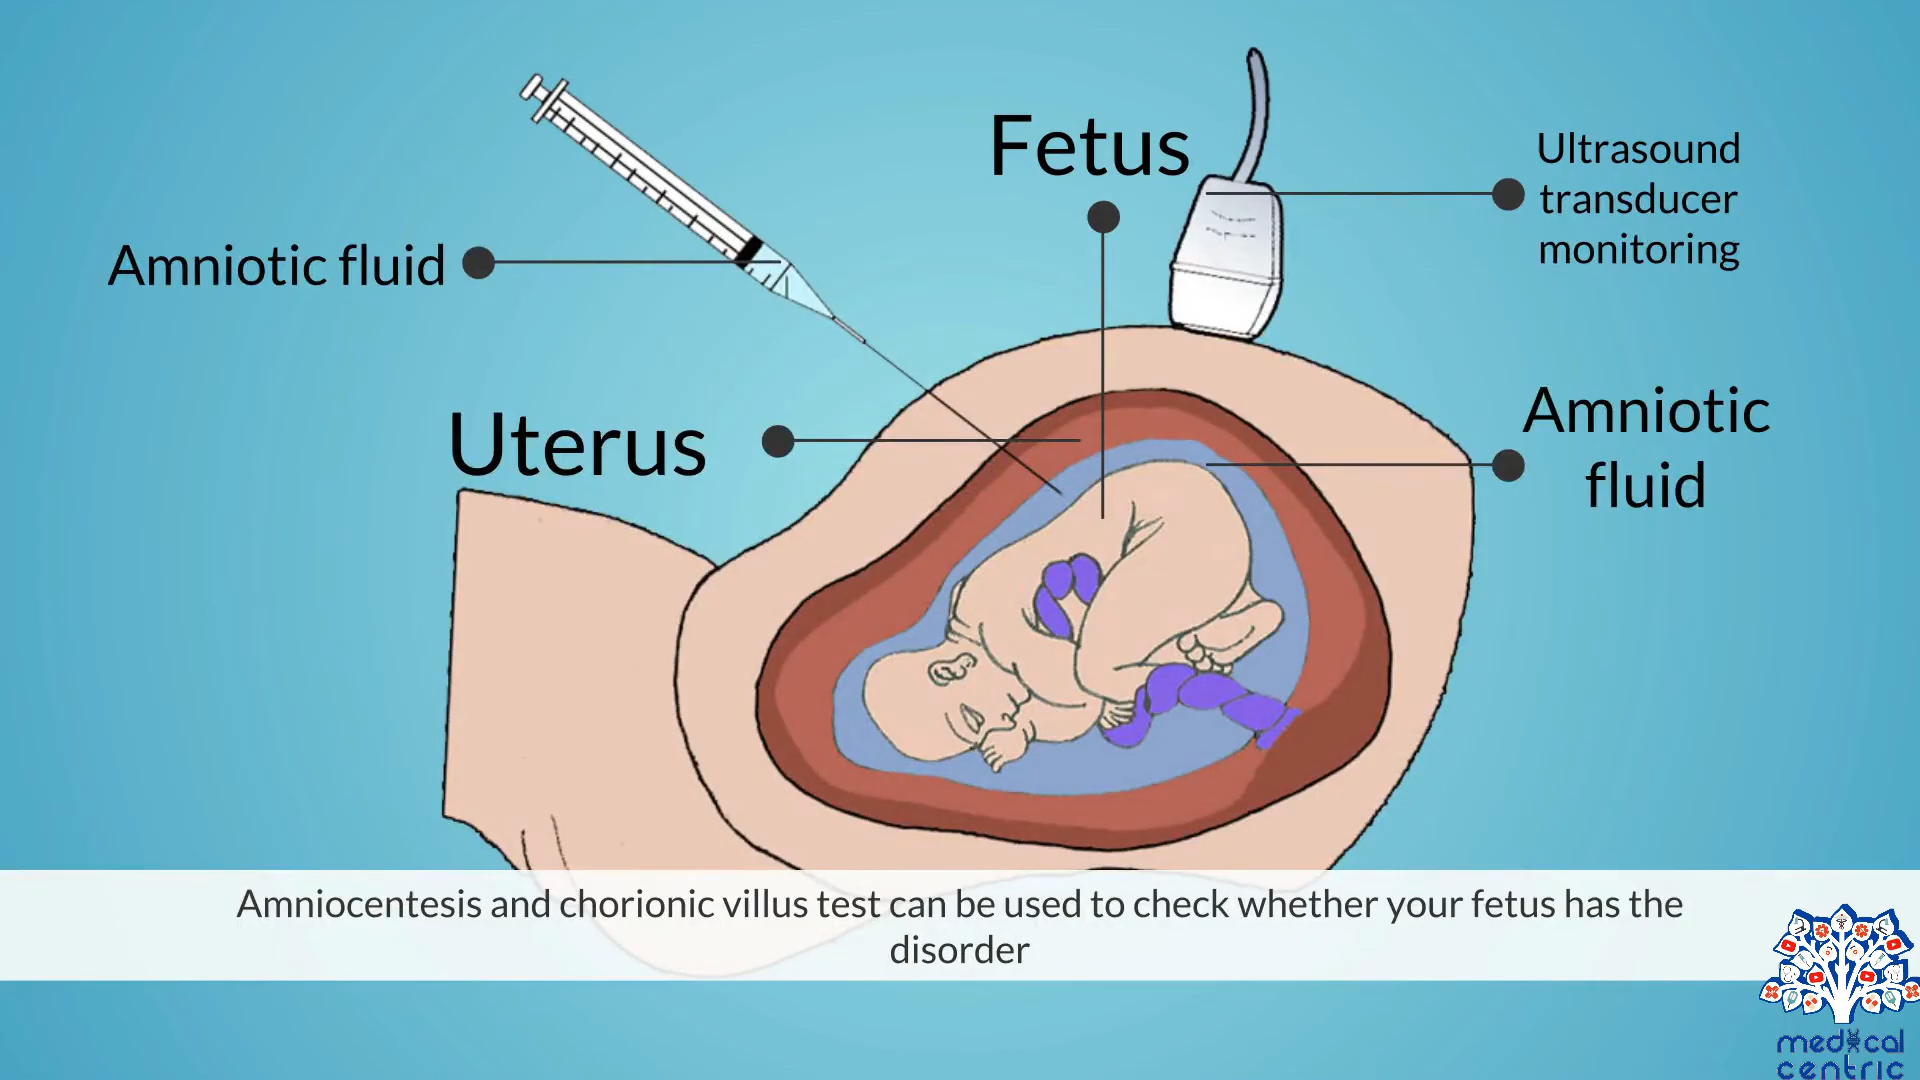 Fetus
Ultrasound
transducer
monitoring
Amniotic fluid
Uterus
Amniotic
fluid
Amniocentesis and chorionic villus test can be used to check whether your fetus has the
disorder
medical
centric